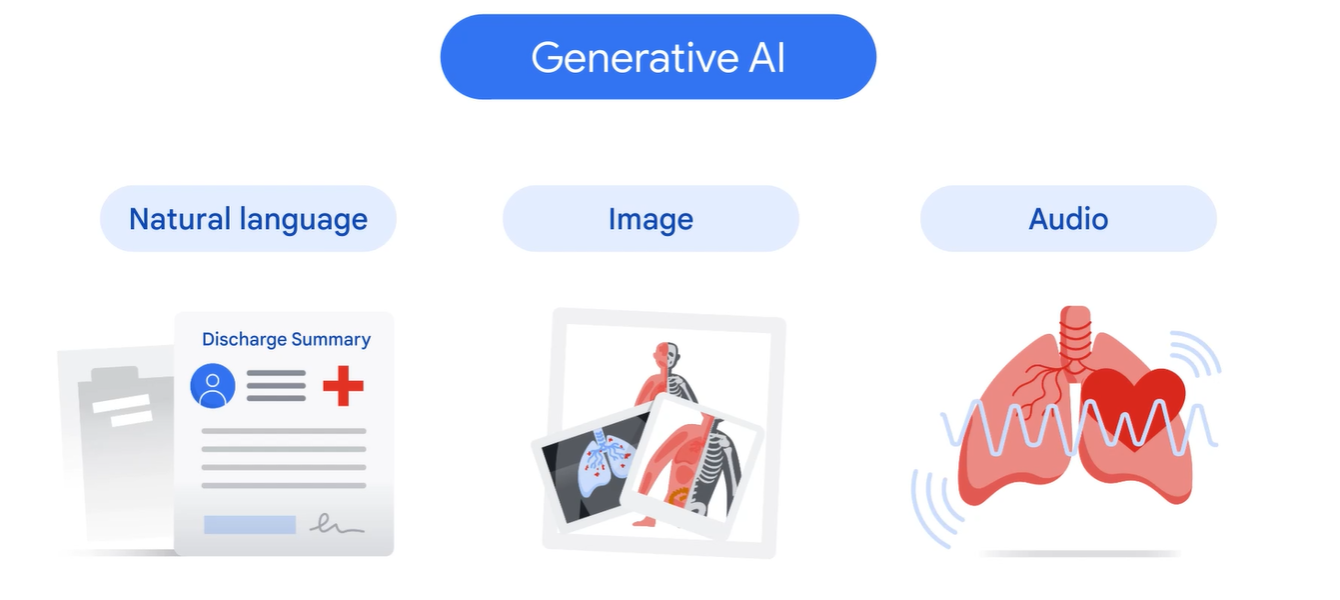 Generative AI
Natural language
Image
Audio
Discharge Summary